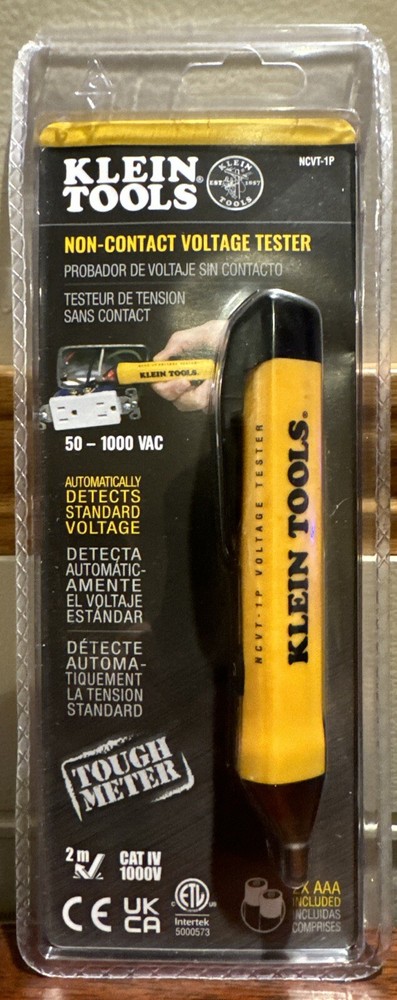 KLEIN
TOOLS®
KLEIN
EST 1857
TOOLS
NCVT-1P
NON-CONTACT VOLTAGE TESTER
PROBADOR DE VOLTAJE SIN CONTACTO
TESTEUR DE TENSION
SANS CONTACT
KLEIN TOOLS.
50 – 1000 VAC
AUTOMATICALLY
DETECTS
STANDARD
VOLTAGE
DETECTA
AUTOMÁTIC-
AMENTE
EL VOLTAJE
ESTÁNDAR
DÉTECTE
AUTOMA-
TIQUEMENT
LA TENSION
STANDARD
NCVT-1P VOLTAGE TESTER
KLEIN TOOLS®
TOUGH
METER
2 m
CAT IV
1000V
CE
UK
CA
C ETL US
Intertek
5000573
2X AAA
INCLUDED
INCLUIDAS
COMPRISES